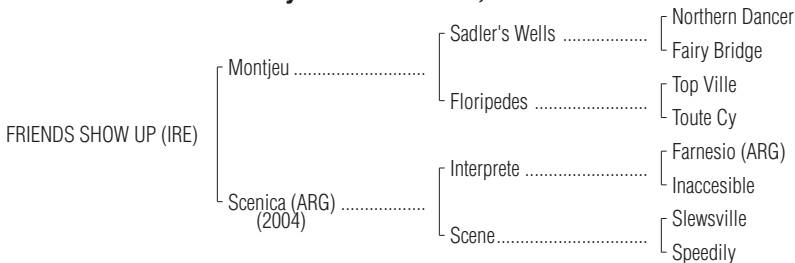 Northern Dancer
Sadler's Wells ..................
Fairy Bridge
Montjeu ............................
Top Ville
Floripedes ........................
Toute Cy
FRIENDS SHOW UP (IRE)
Farnesio (ARG)
Interprete ..........................
Inaccesible
Scenica (ARG) ..................
(2004)
Slewsville
Scene................................
Speedily